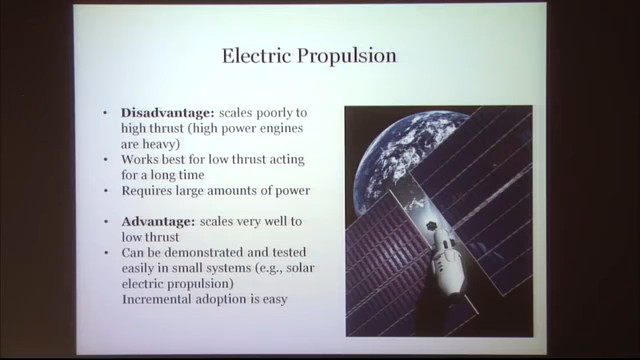 Electric Propulsion
• Disadvantage: scales poorly to
high thrust (high power engines
are heavy)
• Works best for low thrust acting
for a long time
• Requires large amounts of power
• Advantage: scales very well to
low thrust
• Can be demonstrated and tested
easily in small systems (e.g., solar
electric propulsion)
Incremental adoption is easy